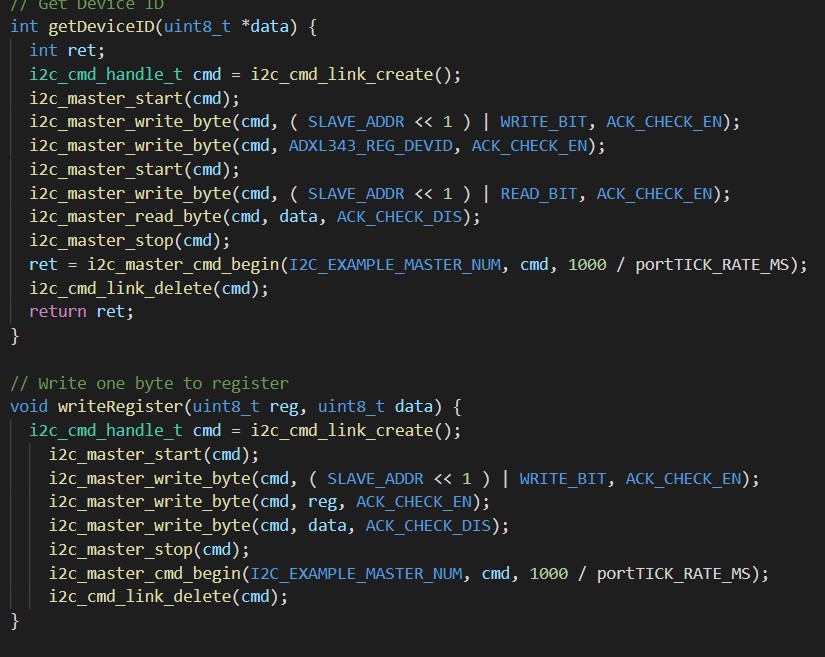 // Get Device ID
int getDeviceID(uint8_t *data) {
  int ret;
  i2c_cmd_handle_t cmd = i2c_cmd_link_create();
  i2c_master_start(cmd);
  i2c_master_write_byte(cmd, ( SLAVE_ADDR << 1 ) | WRITE_BIT, ACK_CHECK_EN);
  i2c_master_write_byte(cmd, ADXL343_REG_DEVID, ACK_CHECK_EN);
  i2c_master_start(cmd);
  i2c_master_write_byte(cmd, ( SLAVE_ADDR << 1 ) | READ_BIT, ACK_CHECK_EN);
  i2c_master_read_byte(cmd, data, ACK_CHECK_DIS);
  i2c_master_stop(cmd);
  ret = i2c_master_cmd_begin(I2C_EXAMPLE_MASTER_NUM, cmd, 1000 / portTICK_RATE_MS);
  i2c_cmd_link_delete(cmd);
  return ret;
}

// Write one byte to register
void writeRegister(uint8_t reg, uint8_t data) {
  i2c_cmd_handle_t cmd = i2c_cmd_link_create();
    i2c_master_start(cmd);
    i2c_master_write_byte(cmd, ( SLAVE_ADDR << 1 ) | WRITE_BIT, ACK_CHECK_EN);
    i2c_master_write_byte(cmd, reg, ACK_CHECK_EN);
    i2c_master_write_byte(cmd, data, ACK_CHECK_DIS);
    i2c_master_stop(cmd);
    i2c_master_cmd_begin(I2C_EXAMPLE_MASTER_NUM, cmd, 1000 / portTICK_RATE_MS);
    i2c_cmd_link_delete(cmd);
}